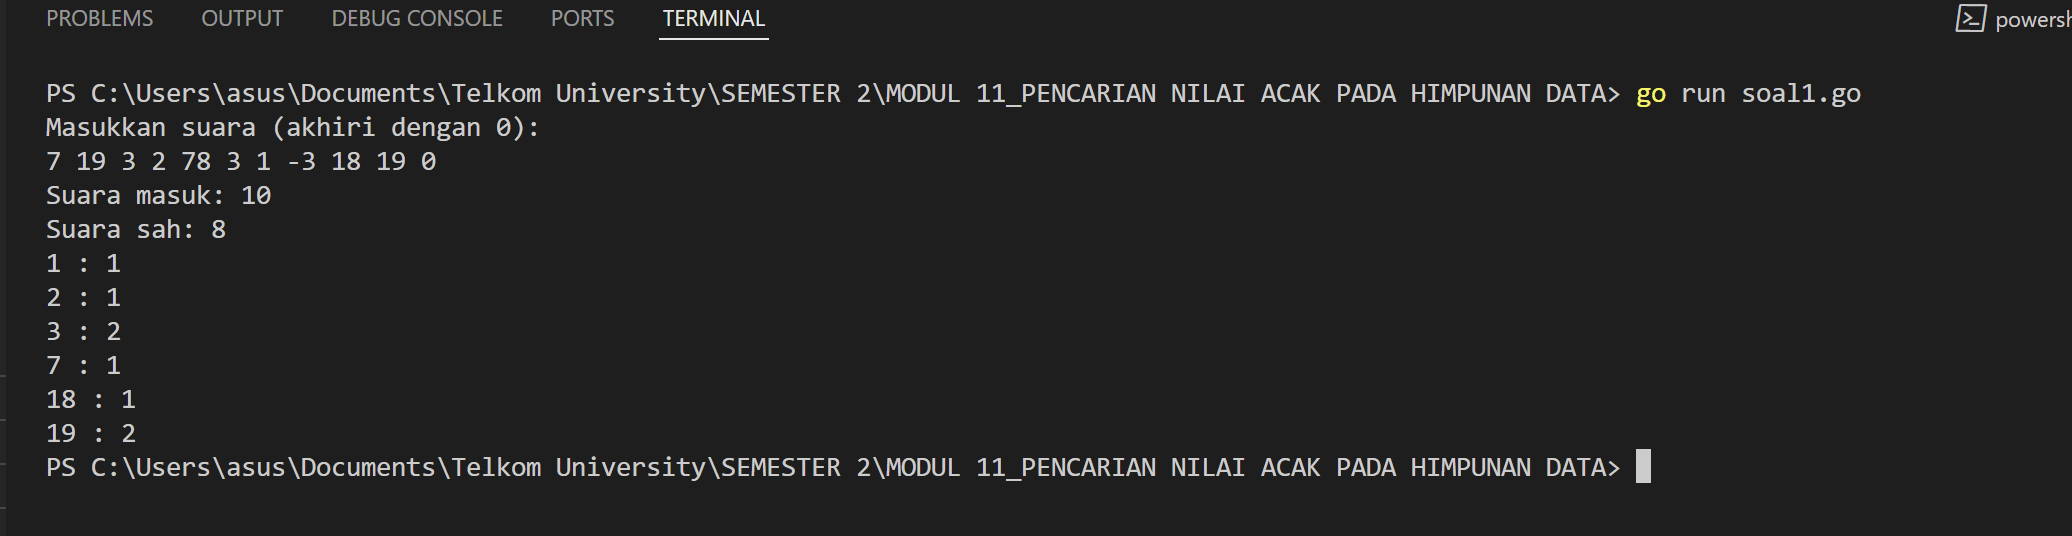 PROBLEMS OUTPUT DEBUG CONSOLE PORTS TERMINAL
PS C:\Users\asus\Documents\Telkom University\SEMESTER 2\MODUL 11_PENCARIAN NILAI ACAK PADA HIMPUNAN DATA> go run soal1.go
Masukkan suara (akhiri dengan 0):
7 19 3 2 78 3 1 -3 18 19 0
Suara masuk: 10
Suara sah: 8
1 : 1
2 : 1
3 : 2
7 : 1
18 : 1
19 : 2
PS C:\Users\asus\Documents\Telkom University\SEMESTER 2\MODUL 11_PENCARIAN NILAI ACAK PADA HIMPUNAN DATA>